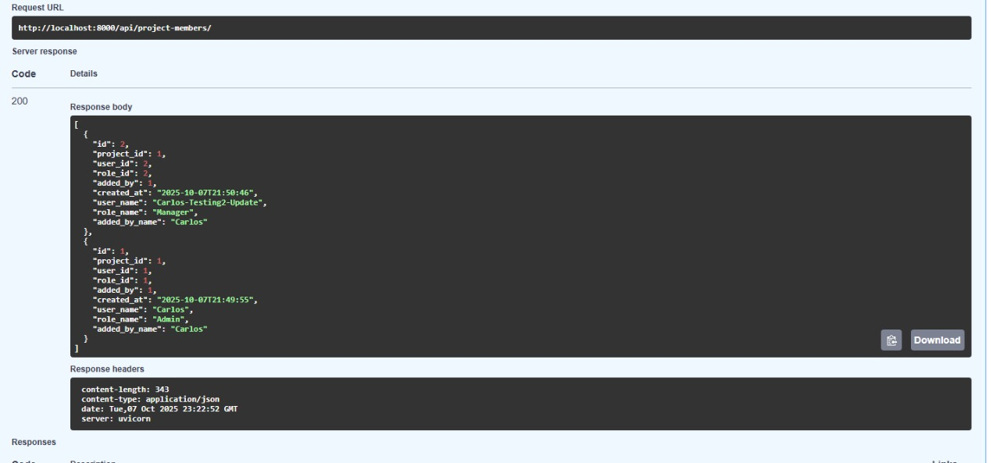 Request URL
http://localhost:8000/api/project-members/
Server response
Code Details
200
Response body
[
{
"id": 2,
"project_id": 1,
"user_id": 2,
"role_id": 2,
"added_by": 1,
"created_at": "2025-10-07T21:50:46",
"user_name": "Carlos-Testing2-Update",
"role_name": "Manager",
"added_by_name": "Carlos"
},
{
"id": 1,
"project_id": 1,
"user_id": 1,
"role_id": 1,
"added_by": 1,
"created_at": "2025-10-07T21:49:55",
"user_name": "Carlos",
"role_name": "Admin",
"added_by_name": "Carlos"
}
]
Download
Response headers
content-length: 343
content-type: application/json
date: Tue,07 Oct 2025 23:22:52 GMT
server: uvicorn
Responses
Code Description Links